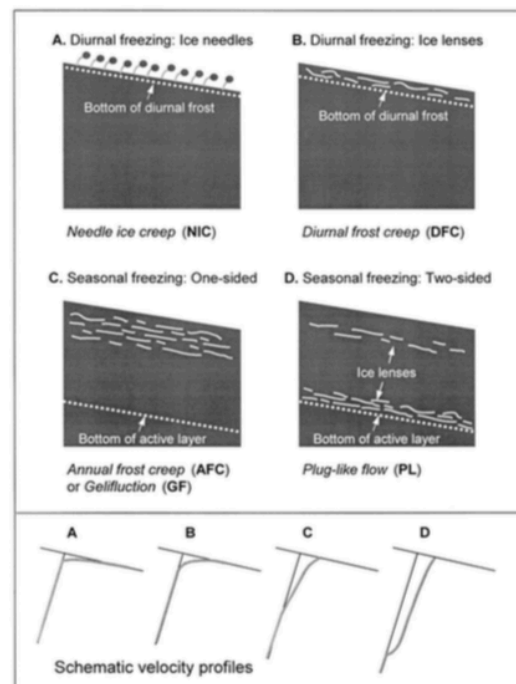 A. Diurnal freezing: Ice needles
Bottom of diurnal frost
Needle ice creep (NIC)
B. Diurnal freezing: Ice lenses
Bottom of diurnal frost
Diurnal frost creep (DFC)
C. Seasonal freezing: One-sided
Bottom of active layer
Annual frost creep (AFC)
or Gelifluction (GF)
D. Seasonal freezing: Two-sided
Ice lenses
Bottom of active layer
Plug-like flow (PL)
A
B
C
D
Schematic velocity profiles